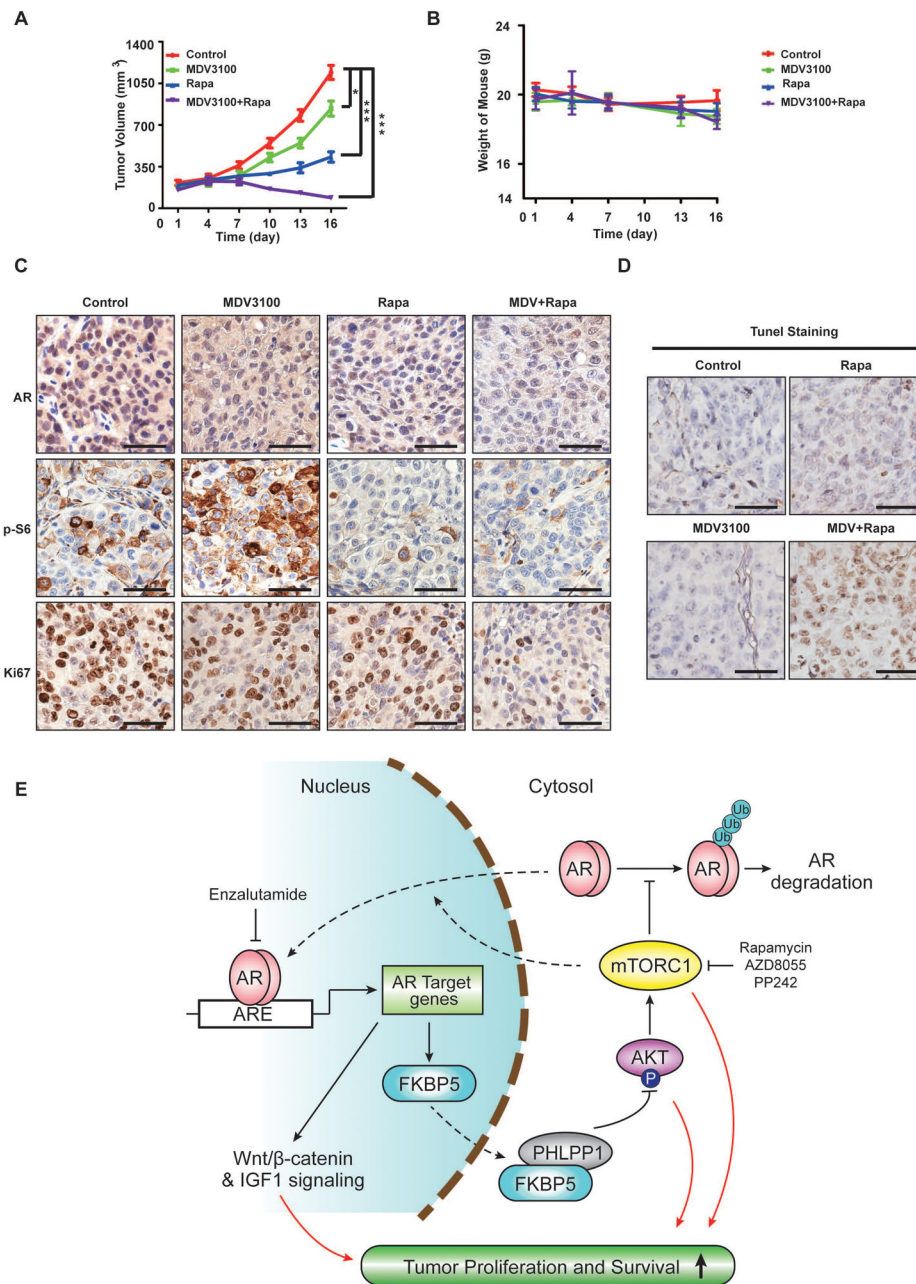 A
Tumor Volume (mm 3)
1400
1050
700
350
0
0 1 4 7 10 13 16
Time (day)
Control
MDV3100
Rapa
MDV3100+Rapa
*
***
***
B
Weight of Mouse (g)
24
20
18
16
14
0 1 4 7 10 13 16
Time (day)
Control
MDV3100
Rapa
MDV3100+Rapa
C
Control MDV3100 Rapa MDV+Rapa
AR
p-S6
Ki67
D
Tunel Staining
Control Rapa
MDV3100 MDV+Rapa
E
Nucleus Cytosol
Ub
Ub
Ub
AR AR
AR
degradation
Enzalutamide
AR
ARE
AR Target
genes
mTORC1
Rapamycin
AZD8055
PP242
AKT
P
FKBP5
PHLPP1
FKBP5
Wnt/β-catenin
& IGF1 signaling
Tumor Proliferation and Survival